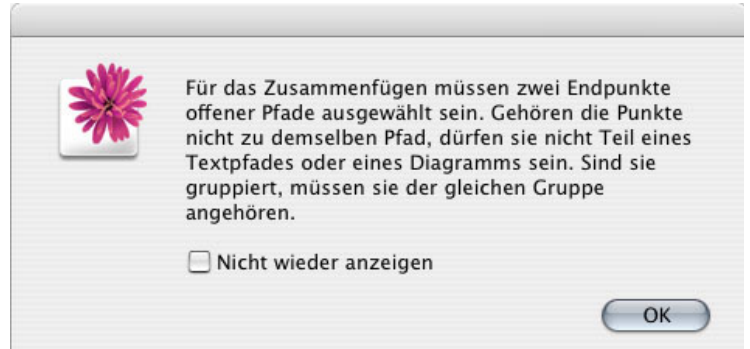 Für das Zusammenfügen müssen zwei Endpunkte
offener Pfade ausgewählt sein. Gehören die Punkte
nicht zu demselben Pfad, dürfen sie nicht Teil eines
Textpfades oder eines Diagramms sein. Sind sie
gruppiert, müssen sie der gleichen Gruppe
angehören.
Nicht wieder anzeigen
OK